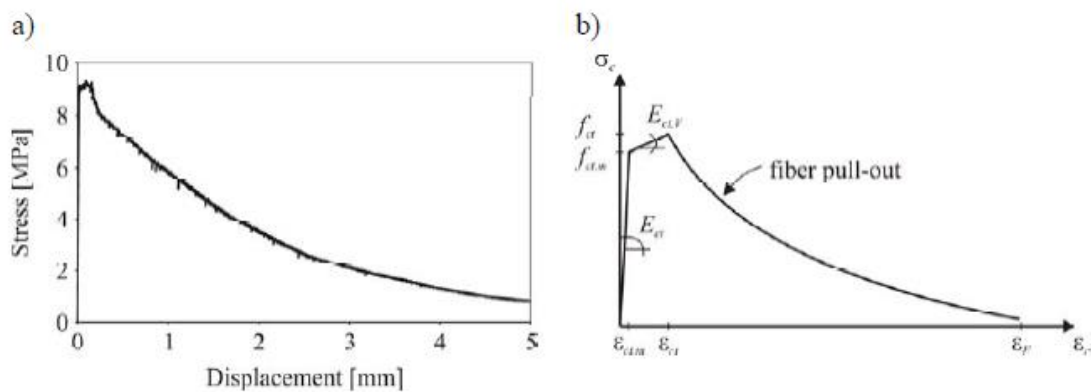 a)
Stress [MPa]
10
8
6
4
2
0
0 1 2 3 4 5
Displacement [mm]
b)
σc
fct
fct,m
Ect,F
Ect
fiber pull-out
εct,m εct εF εc